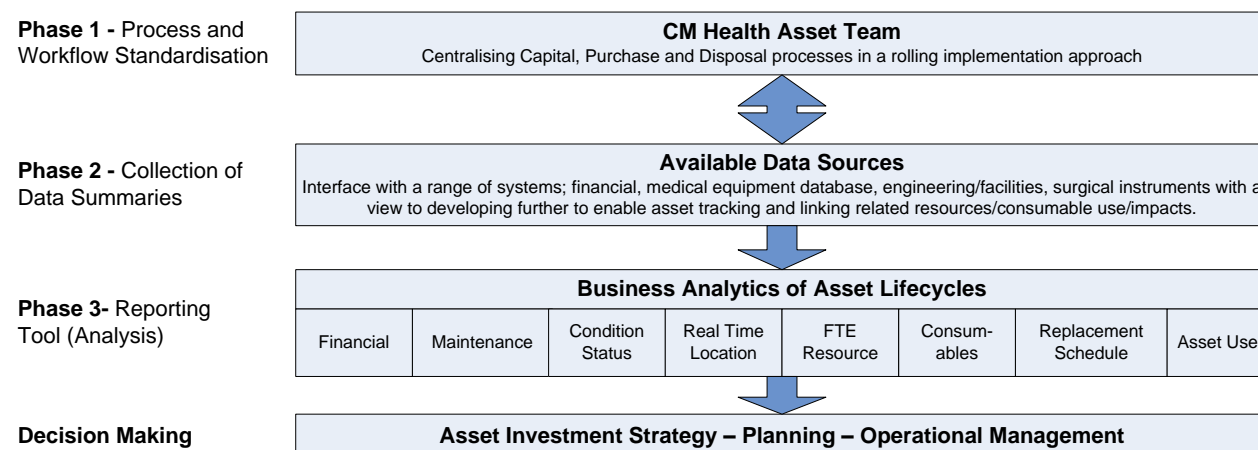 Phase 1 - Process and
Workflow Standardisation
CM Health Asset Team
Centralising Capital, Purchase and Disposal processes in a rolling implementation approach
Phase 2 - Collection of
Data Summaries
Available Data Sources
Interface with a range of systems; financial, medical equipment database, engineering/facilities, surgical instruments with a
view to developing further to enable asset tracking and linking related resources/consumable use/impacts.
Phase 3- Reporting
Tool (Analysis)
Business Analytics of Asset Lifecycles
Financial
Maintenance
Condition
Status
Real Time
Location
FTE
Resource
Consum-
ables
Replacement
Schedule
Asset Use
Decision Making
Asset Investment Strategy – Planning – Operational Management